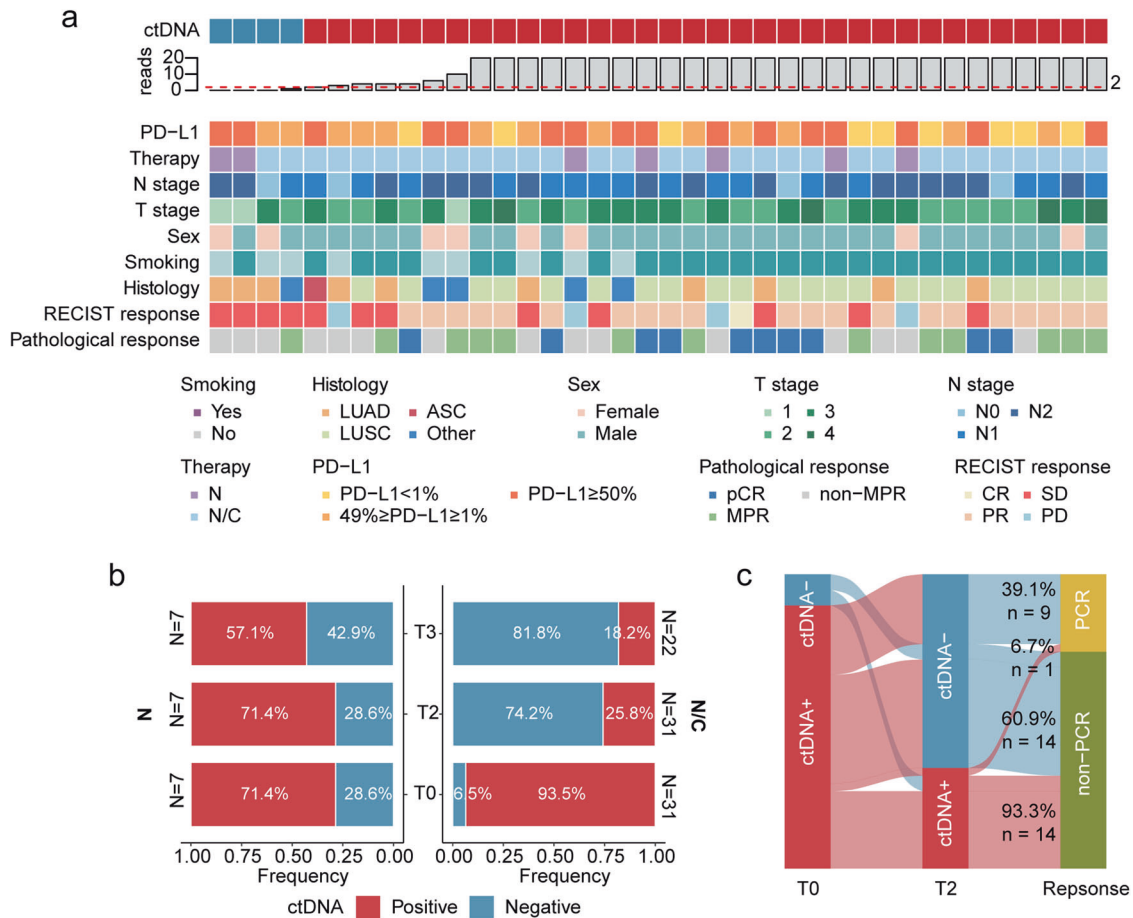 a
ctDNA
reads
20
10
0
2
PD-L1
Therapy
N stage
T stage
Sex
Smoking
Histology
RECIST response
Pathological response
Smoking Histology Sex T stage N stage
Yes LUAD ASC Female 1 3 N0 N2
No LUSC Other Male 2 4 N1
Therapy PD-L1 Pathological response RECIST response
N PD-L1<1% PD-L1≥50% pCR non-MPR CR SD
N/C 49%≥PD-L1≥1% MPR PR PD
b
N=7 57.1% 42.9% T3 81.8% 18.2% N=22
N N=7 71.4% 28.6% T2 74.2% 25.8% N=31 N/C
N=7 71.4% 28.6% T0 6.5% 93.5% N=31
1.00 0.75 0.50 0.25 0.00 0.00 0.25 0.50 0.75 1.00
Frequency Frequency
ctDNA Positive Negative
c
ctDNA-
ctDNA+
ctDNA-
ctDNA+
39.1%
n = 9
6.7%
n = 1
60.9%
n = 14
93.3%
n = 14
PCR
non-PCR
T0 T2 Repsonse